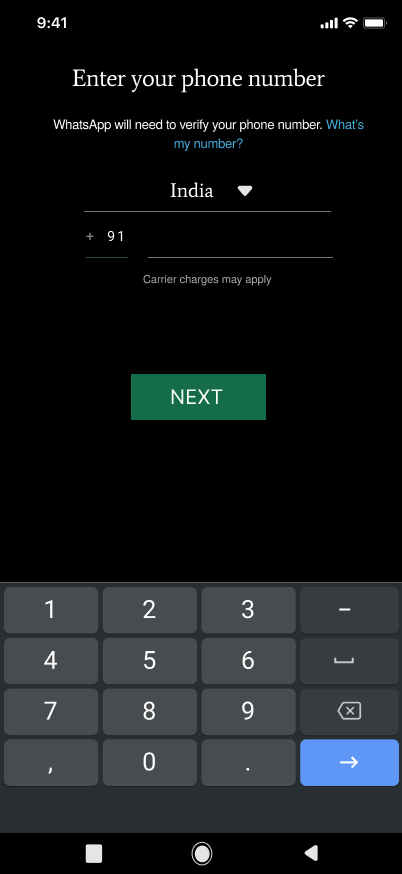 9:41
Enter your phone number
WhatsApp will need to verify your phone number. What's
my number?
India
+ 91
Carrier charges may apply
NEXT
1 2 3 –
4 5 6
7 8 9
, 0 .